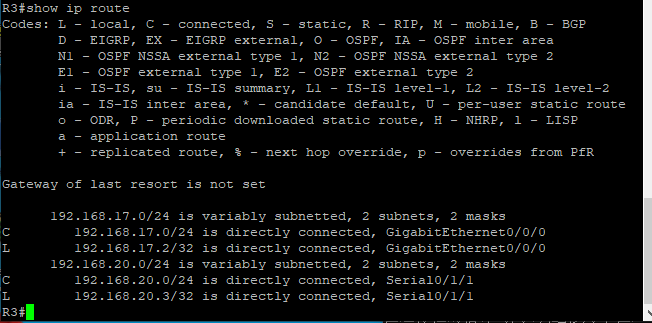 R3#show ip route
Codes: L - local, C - connected, S - static, R - RIP, M - mobile, B - BGP
D - EIGRP, EX - EIGRP external, O - OSPF, IA - OSPF inter area
N1 - OSPF NSSA external type 1, N2 - OSPF NSSA external type 2
E1 - OSPF external type 1, E2 - OSPF external type 2
i - IS-IS, su - IS-IS summary, L1 - IS-IS level-1, L2 - IS-IS level-2
ia - IS-IS inter area, * - candidate default, U - per-user static route
o - ODR, P - periodic downloaded static route, H - NHRP, l - LISP
a - application route
+ - replicated route, % - next hop override, p - overrides from PfR
Gateway of last resort is not set
192.168.17.0/24 is variably subnetted, 2 subnets, 2 masks
C 192.168.17.0/24 is directly connected, GigabitEthernet0/0/0
L 192.168.17.2/32 is directly connected, GigabitEthernet0/0/0
192.168.20.0/24 is variably subnetted, 2 subnets, 2 masks
C 192.168.20.0/24 is directly connected, Serial0/1/1
L 192.168.20.3/32 is directly connected, Serial0/1/1
R3#